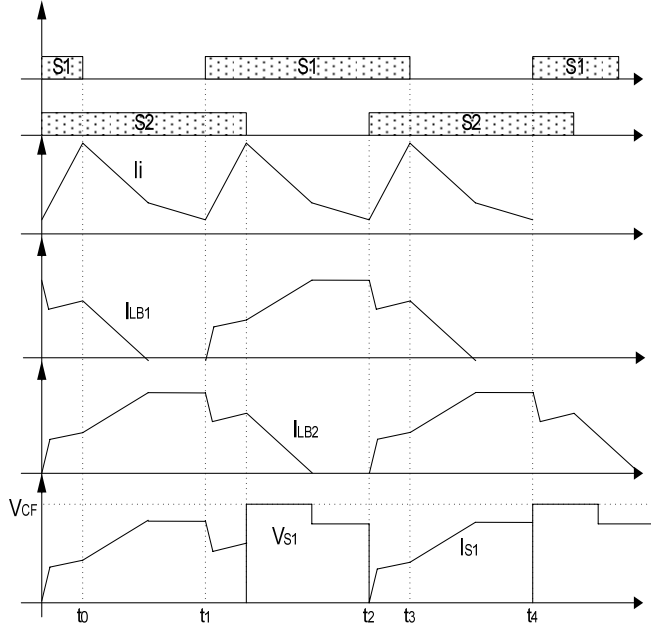 S1 S1 S1
S2 S2
Ii
ILB1
ILB2
VCF
VS1 IS1
t0 t1 t2 t3 t4